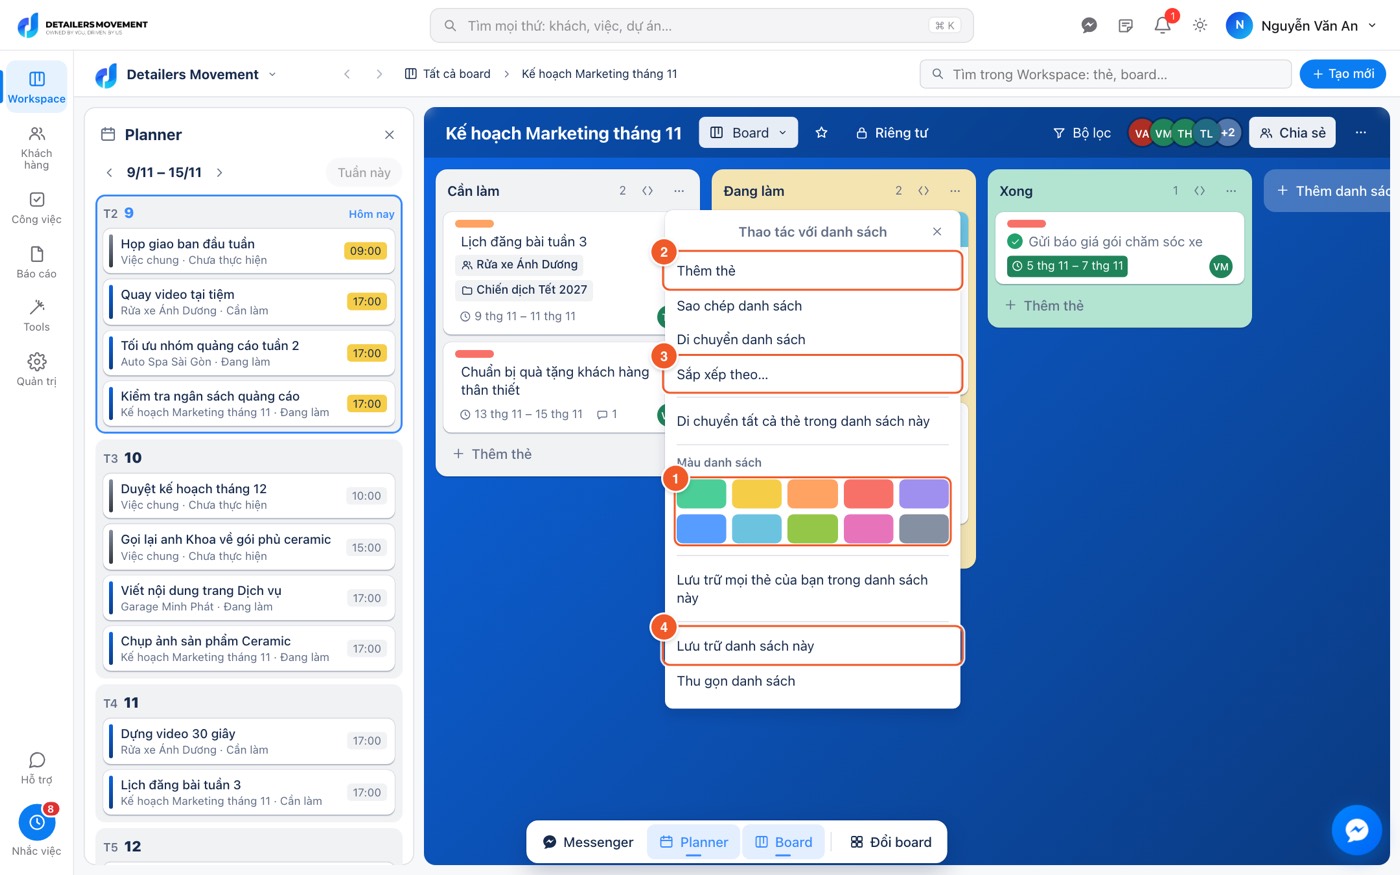 DETAILERS MOVEMENT
OWNED BY YOU, DRIVEN BY US
Tìm mọi thứ: khách, việc, dự án...
⌘ K
1
N
Nguyễn Văn An
Workspace
Khách hàng
Công việc
Báo cáo
Tools
Quản trị
Hỗ trợ
8
Nhắc việc
Detailers Movement
Tất cả board
Kế hoạch Marketing tháng 11
Tìm trong Workspace: thẻ, board...
+ Tạo mới
Planner
9/11 – 15/11
Tuần này
T2 9
Hôm nay
Họp giao ban đầu tuần
Việc chung · Chưa thực hiện
09:00
Quay video tại tiệm
Rửa xe Ánh Dương · Cần làm
17:00
Tối ưu nhóm quảng cáo tuần 2
Auto Spa Sài Gòn · Đang làm
17:00
Kiểm tra ngân sách quảng cáo
Kế hoạch Marketing tháng 11 · Đang làm
17:00
T3 10
Duyệt kế hoạch tháng 12
Việc chung · Chưa thực hiện
10:00
Gọi lại anh Khoa về gói phủ ceramic
Việc chung · Chưa thực hiện
15:00
Viết nội dung trang Dịch vụ
Garage Minh Phát · Đang làm
17:00
Chụp ảnh sản phẩm Ceramic
Kế hoạch Marketing tháng 11 · Đang làm
17:00
T4 11
Dựng video 30 giây
Rửa xe Ánh Dương · Cần làm
17:00
Lịch đăng bài tuần 3
Kế hoạch Marketing tháng 11 · Cần làm
17:00
T5 12
Kế hoạch Marketing tháng 11
Board
Riêng tư
Bộ lọc
VA VM TH TL +2
Chia sẻ
Cần làm
2
Lịch đăng bài tuần 3
Rửa xe Ánh Dương
Chiến dịch Tết 2027
9 thg 11 – 11 thg 11
Chuẩn bị quà tặng khách hàng
thân thiết
13 thg 11 – 15 thg 11
1
+ Thêm thẻ
Đang làm
2
Thao tác với danh sách
2
Thêm thẻ
Sao chép danh sách
Di chuyển danh sách
3
Sắp xếp theo...
Di chuyển tất cả thẻ trong danh sách này
Màu danh sách
1
Lưu trữ mọi thẻ của bạn trong danh sách
này
4
Lưu trữ danh sách này
Thu gọn danh sách
Xong
1
Gửi báo giá gói chăm sóc xe
5 thg 11 – 7 thg 11
VM
+ Thêm thẻ
+ Thêm danh sác
Messenger
Planner
Board
Đổi board